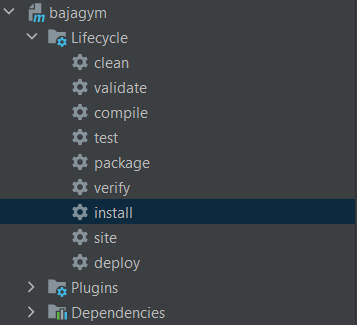 bajagym
Lifecycle
clean
validate
compile
test
package
verify
install
site
deploy
Plugins
Dependencies